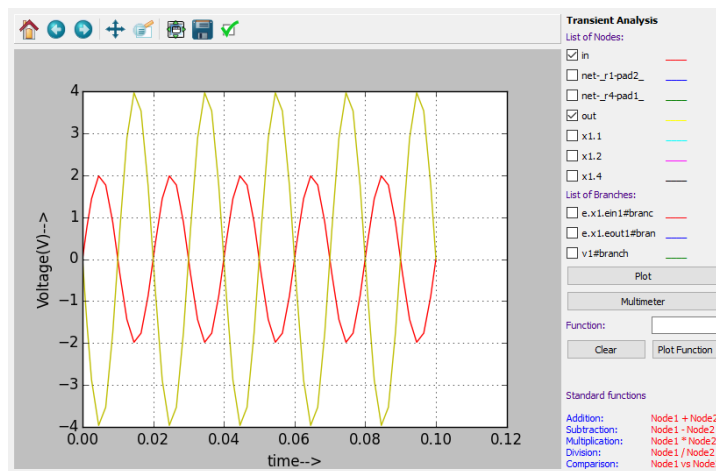 Transient Analysis
List of Nodes:
in
net-_r1-pad2_
net-_r4-pad1_
out
x1.1
x1.2
x1.4
List of Branches:
e.x1.ein1#branc
e.x1.eout1#bran
v1#branch
Plot
Multimeter
Function:
Clear
Plot Function
Standard functions
Addition: Node1 + Node2
Subtraction: Node1 - Node2
Multiplication: Node1 * Node2
Division: Node1 / Node2
Comparison: Node1 vs Node
4
3
2
1
0
−1
−2
−3
−4
Voltage(V)-->
0.00 0.02 0.04 0.06 0.08 0.10 0.12
time-->